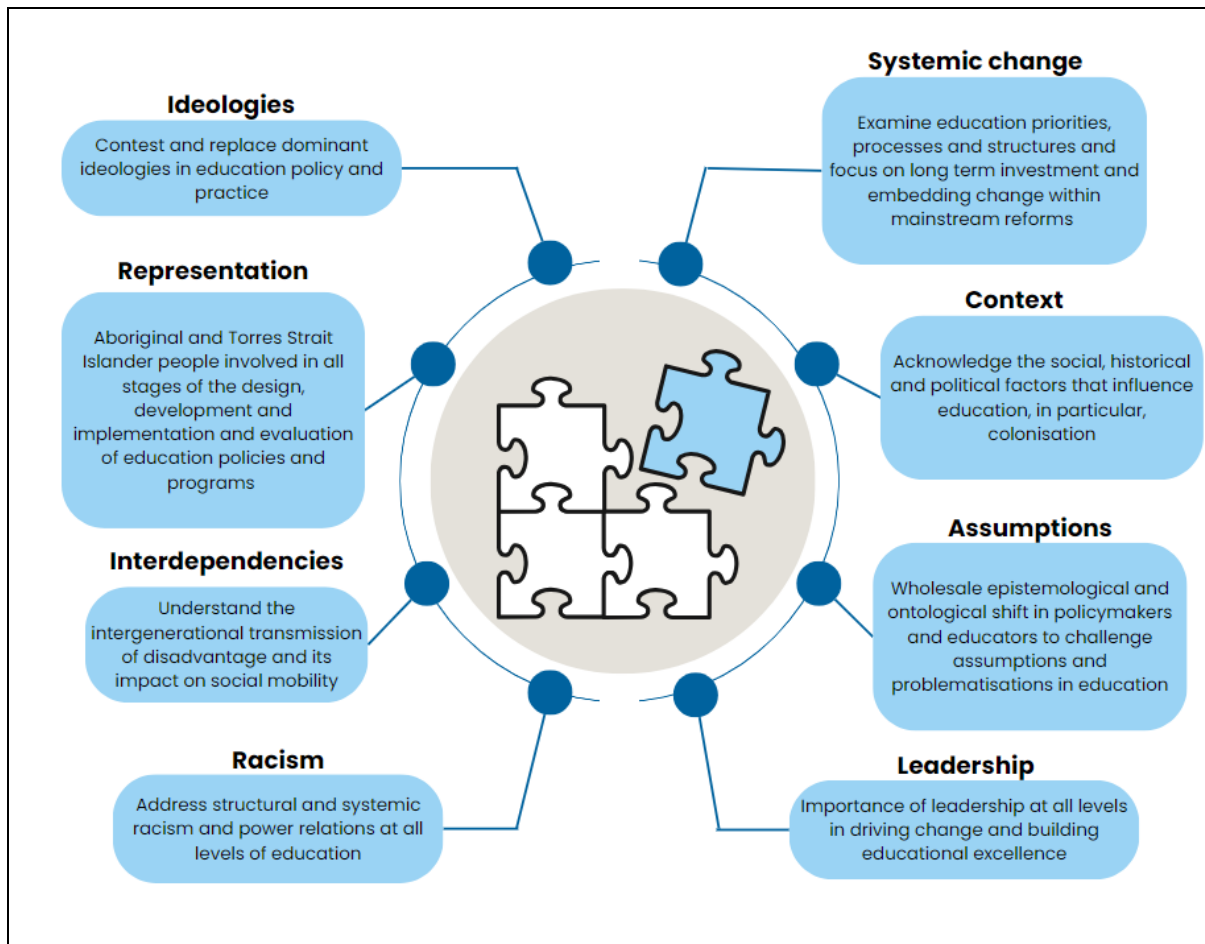 Ideologies
Contest and replace dominant
ideologies in education policy and
practice
Representation
Aboriginal and Torres Strait
Islander people involved in all
stages of the design,
development and
implementation and evaluation
of education policies and
programs
Interdependencies
Understand the
intergenerational transmission
of disadvantage and its
impact on social mobility
Racism
Address structural and systemic
racism and power relations at all
levels of education
Systemic change
Examine education priorities,
processes and structures and
focus on long term investment and
embedding change within
mainstream reforms
Context
Acknowledge the social, historical
and political factors that influence
education, in particular,
colonisation
Assumptions
Wholesale epistemological and
ontological shift in policymakers
and educators to challenge
assumptions and
problematisations in education
Leadership
Importance of leadership at all levels
in driving change and building
educational excellence